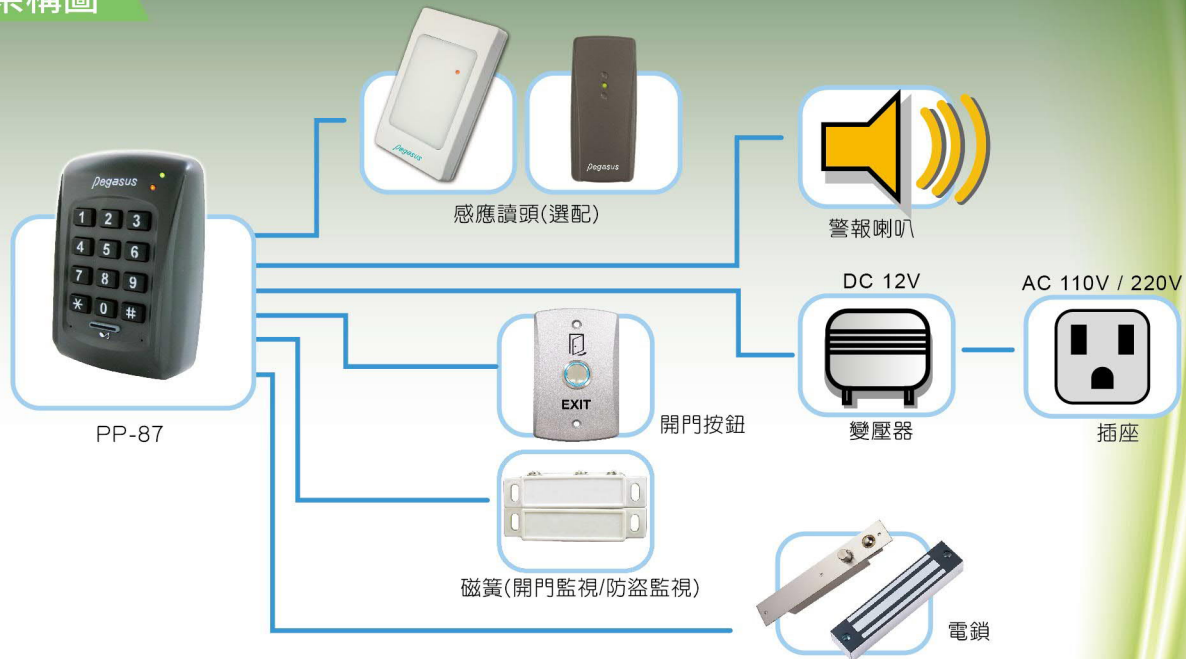 架構圖
pegasus
pegasus
pegasus
1 2 3
4 5 6
7 8 9
* 0 #
PP-87
感應讀頭(選配)
警報喇叭
DC 12V
AC 110V / 220V
變壓器
插座
EXIT
開門按鈕
磁簧(開門監視/防盜監視)
電鎖